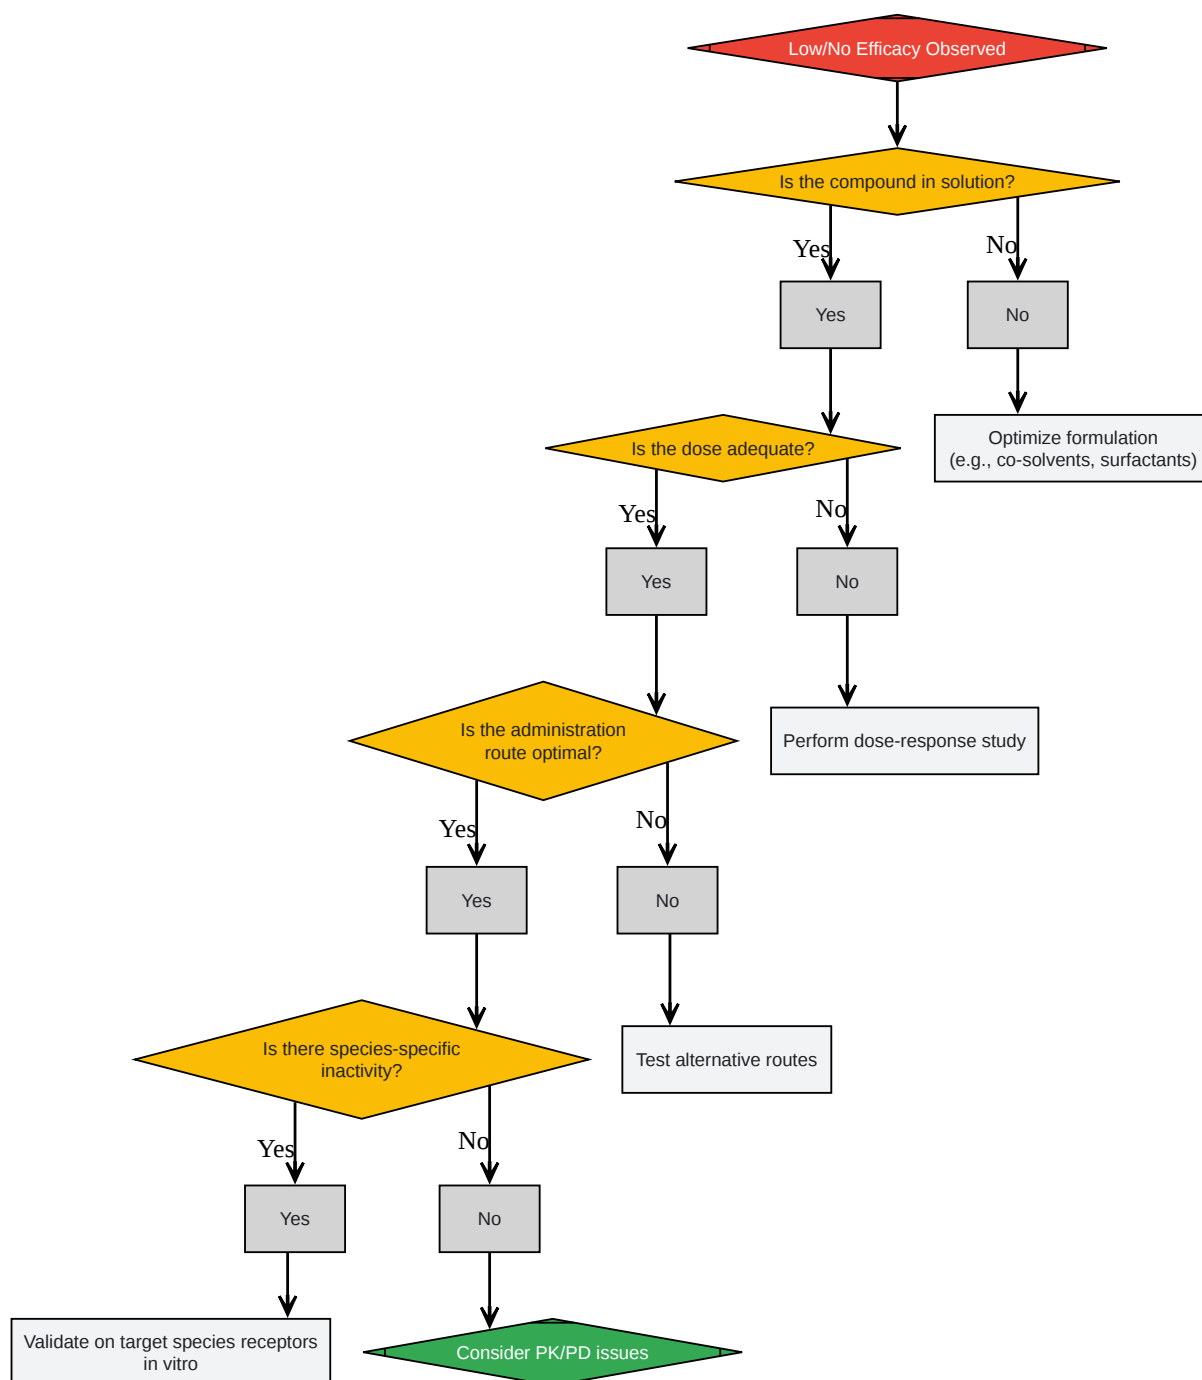 Low/No Efficacy Observed
Is the compound in solution?
Yes
No
Yes
No
Optimize formulation
(e.g., co-solvents, surfactants)
Is the dose adequate?
Yes
No
Yes
No
Perform dose-response study
Is the administration
route optimal?
Yes
No
Yes
No
Test alternative routes
Is there species-specific
inactivity?
Yes
No
Yes
No
Validate on target species receptors
in vitro
Consider PK/PD issues